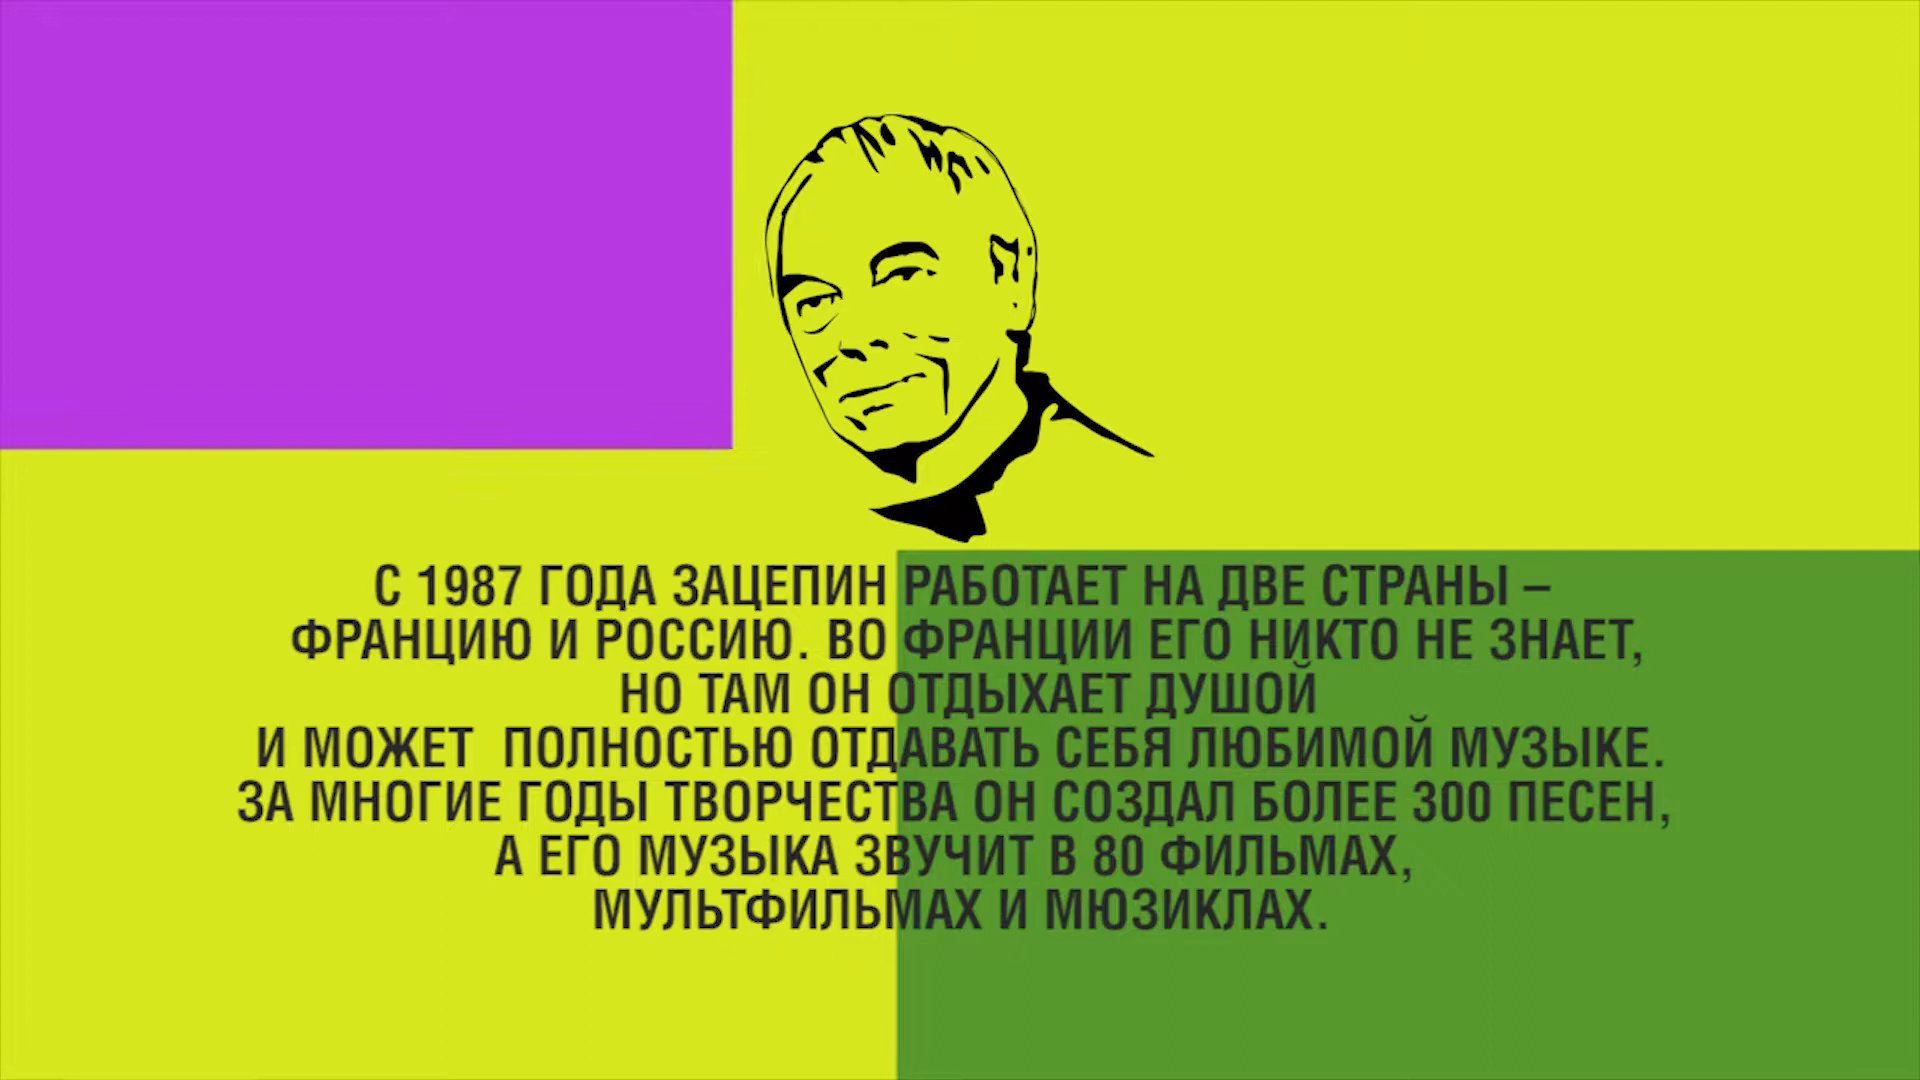 С 1987 ГОДА ЗАЦЕПИН РАБОТАЕТ НА ДВЕ СТРАНЫ –
ФРАНЦИЮ И РОССИЮ. ВО ФРАНЦИИ ЕГО НИКТО НЕ ЗНАЕТ,
НО ТАМ ОН ОТДЫХАЕТ ДУШОЙ
И МОЖЕТ ПОЛНОСТЬЮ ОТДАВАТЬ СЕБЯ ЛЮБИМОЙ МУЗЫКЕ.
ЗА МНОГИЕ ГОДЫ ТВОРЧЕСТВА ОН СОЗДАЛ БОЛЕЕ 300 ПЕСЕН,
А ЕГО МУЗЫКА ЗВУЧИТ В 80 ФИЛЬМАХ,
МУЛЬТФИЛЬМАХ И МЮЗИКЛАХ.